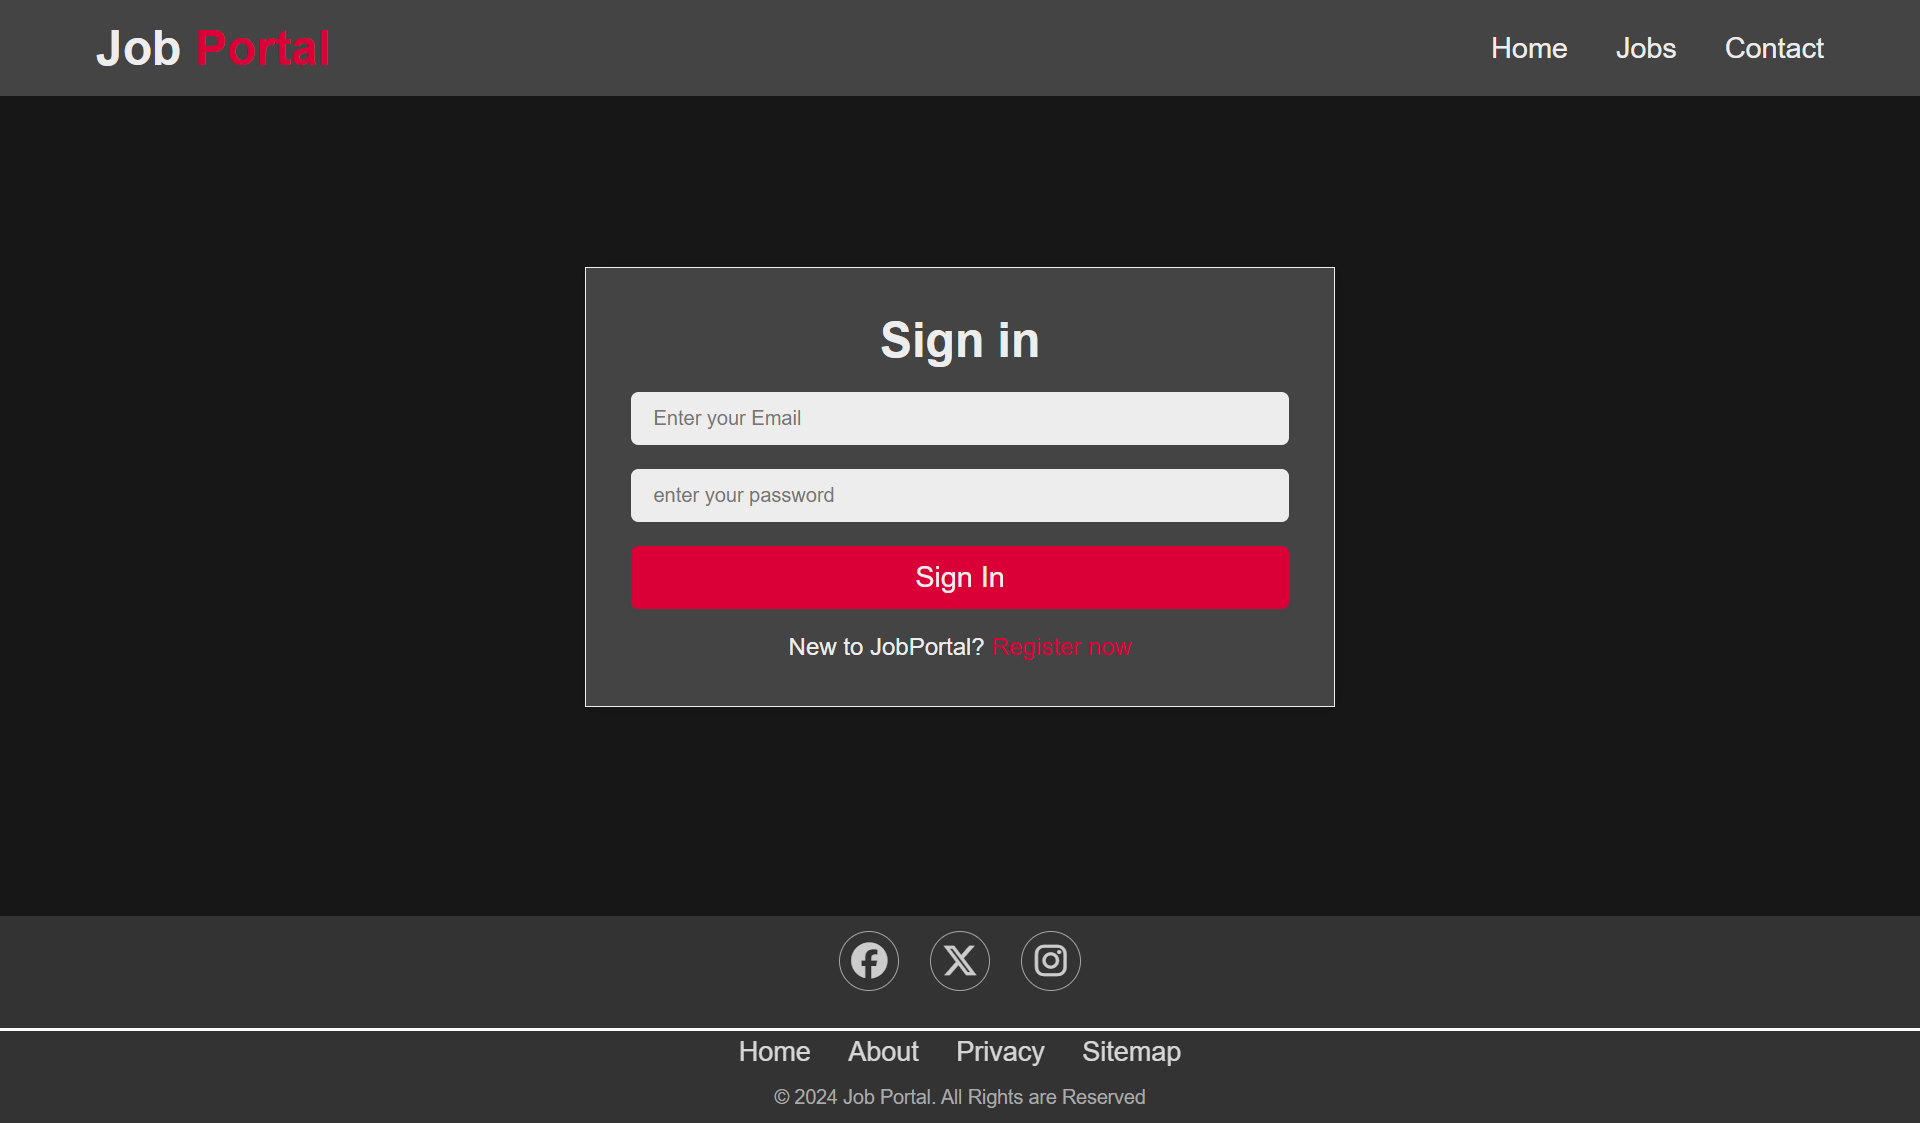 Job Portal
Home Jobs Contact
Sign in
Enter your Email
enter your password
Sign In
New to JobPortal? Register now
Home About Privacy Sitemap
© 2024 Job Portal. All Rights are Reserved